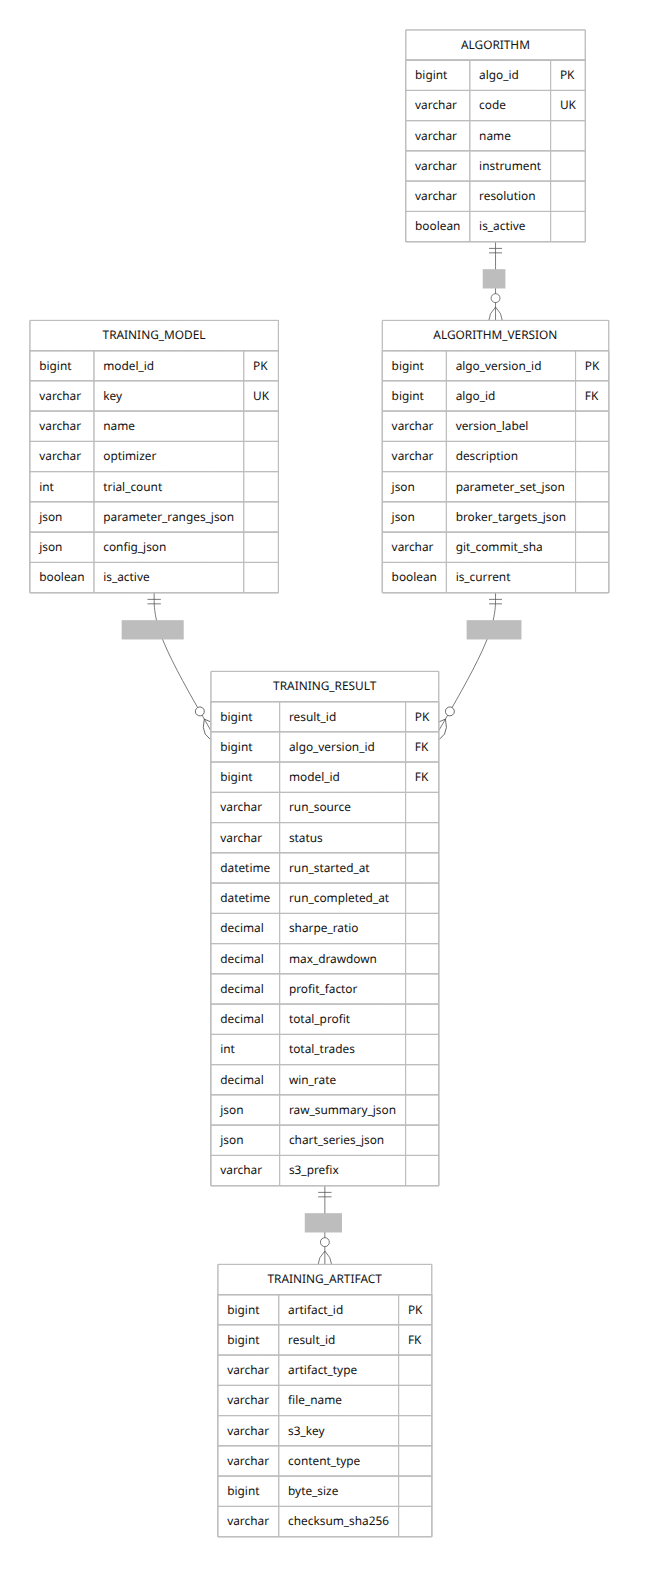 ALGORITHM
bigint algo_id PK
varchar code UK
varchar name
varchar instrument
varchar resolution
boolean is_active
TRAINING_MODEL
bigint model_id PK
varchar key UK
varchar name
varchar optimizer
int trial_count
json parameter_ranges_json
json config_json
boolean is_active
ALGORITHM_VERSION
bigint algo_version_id PK
bigint algo_id FK
varchar version_label
varchar description
json parameter_set_json
json broker_targets_json
varchar git_commit_sha
boolean is_current
TRAINING_RESULT
bigint result_id PK
bigint algo_version_id FK
bigint model_id FK
varchar run_source
varchar status
datetime run_started_at
datetime run_completed_at
decimal sharpe_ratio
decimal max_drawdown
decimal profit_factor
decimal total_profit
int total_trades
decimal win_rate
json raw_summary_json
json chart_series_json
varchar s3_prefix
TRAINING_ARTIFACT
bigint artifact_id PK
bigint result_id FK
varchar artifact_type
varchar file_name
varchar s3_key
varchar content_type
bigint byte_size
varchar checksum_sha256